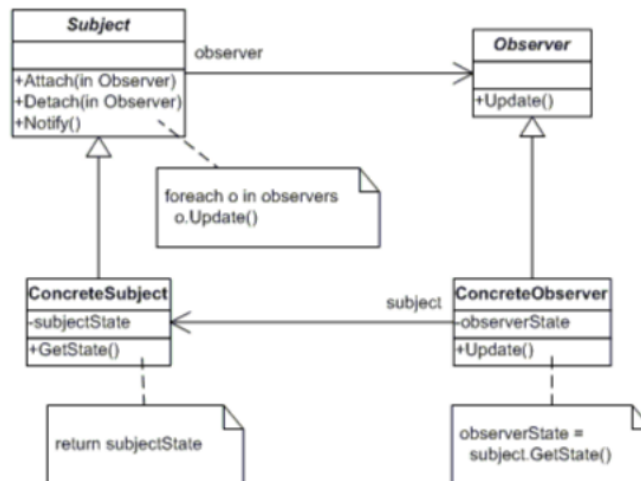 Subject
+Attach(in Observer)
+Detach(in Observer)
+Notify()
observer
Observer
+Update()
foreach o in observers
o.Update()
ConcreteSubject
-subjectState
+GetState()
subject
ConcreteObserver
-observerState
+Update()
return subjectState
observerState =
subject.GetState()